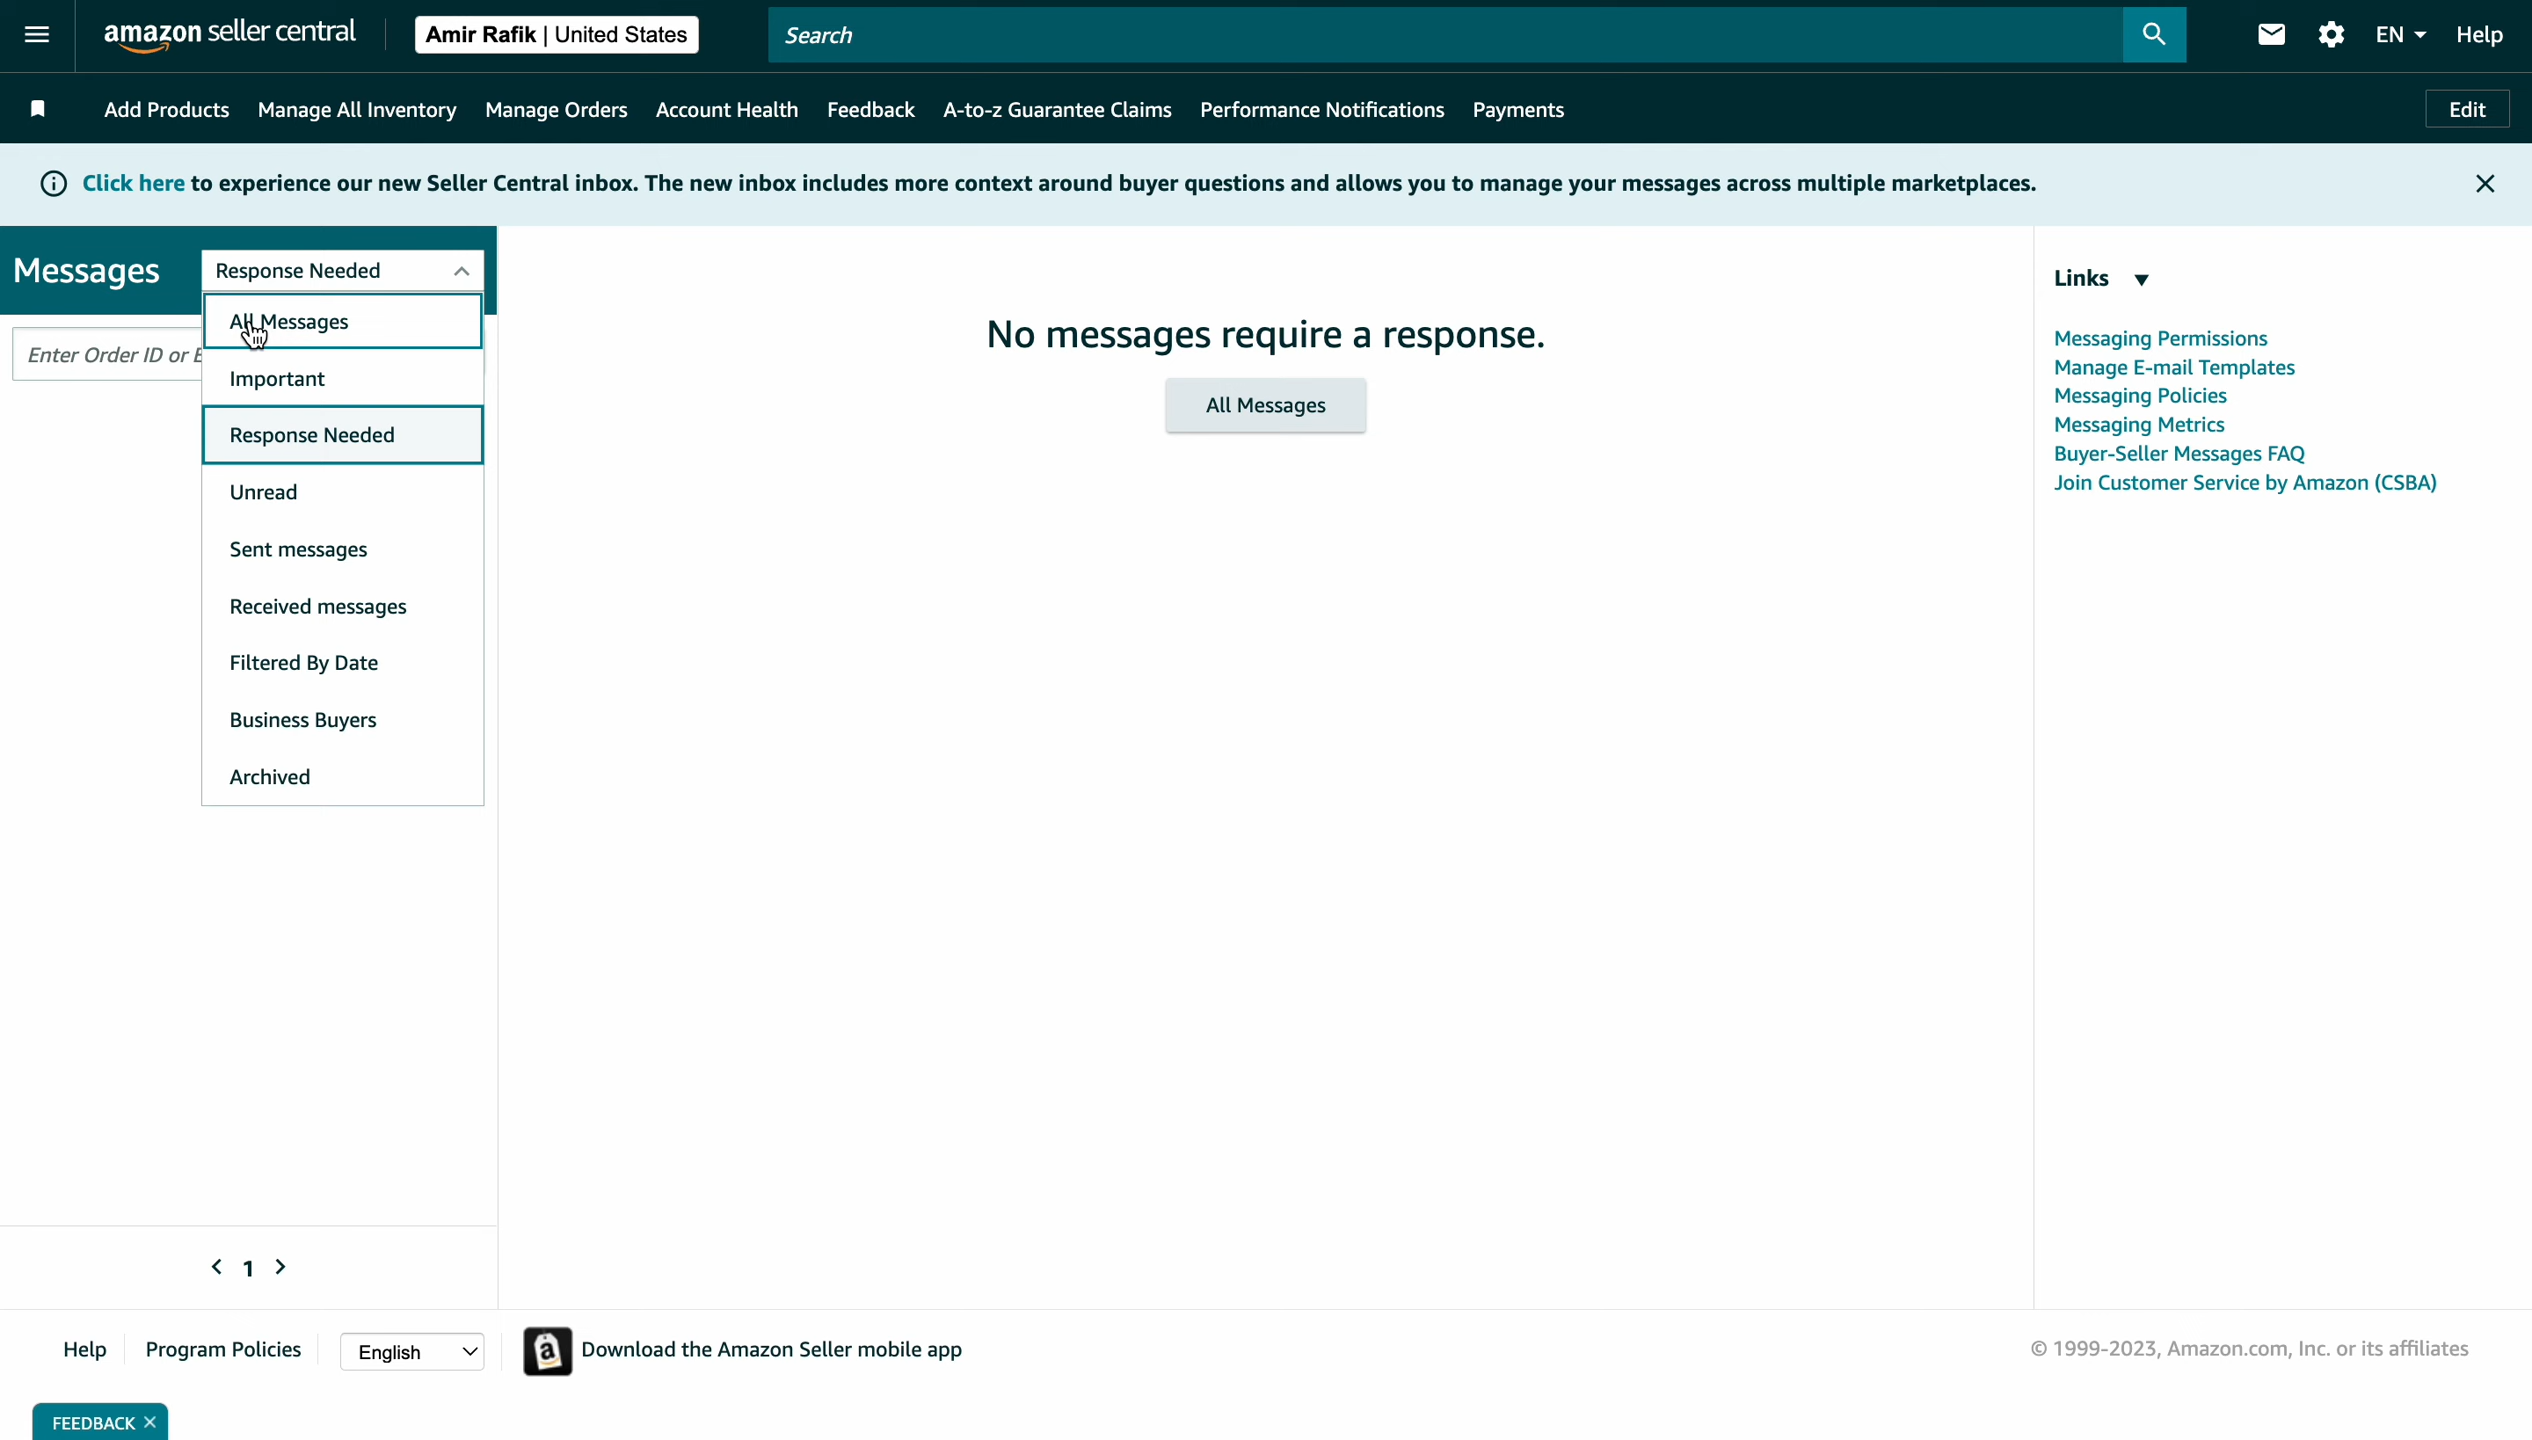 amazon seller central
Amir Rafik | United States
Search
EN
Help
Add Products
Manage All Inventory
Manage Orders
Account Health
Feedback
A-to-z Guarantee Claims
Performance Notifications
Payments
Edit
Click here to experience our new Seller Central inbox. The new inbox includes more context around buyer questions and allows you to manage your messages across multiple marketplaces.
Messages
Response Needed
Enter Order ID or
All Messages
Important
Response Needed
Unread
Sent messages
Received messages
Filtered By Date
Business Buyers
Archived
No messages require a response.
All Messages
Links
Messaging Permissions
Manage E-mail Templates
Messaging Policies
Messaging Metrics
Buyer-Seller Messages FAQ
Join Customer Service by Amazon (CSBA)
1
Help
Program Policies
English
Download the Amazon Seller mobile app
© 1999-2023, Amazon.com, Inc. or its affiliates
FEEDBACK